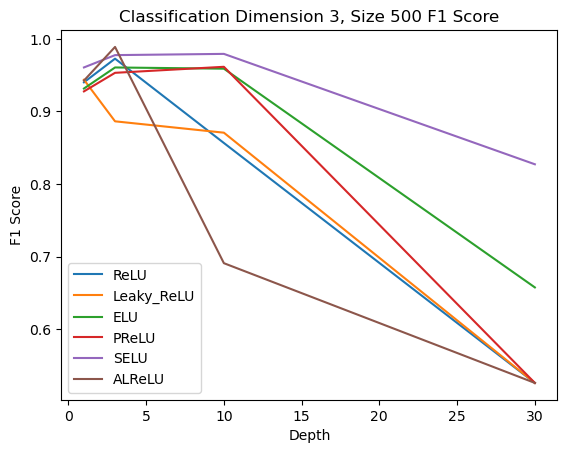 Classification Dimension 3, Size 500 F1 Score
1.0
0.9
0.8
0.7
0.6
F1 Score
ReLU
Leaky_ReLU
ELU
PReLU
SELU
ALReLU
0 5 10 15 20 25 30
Depth